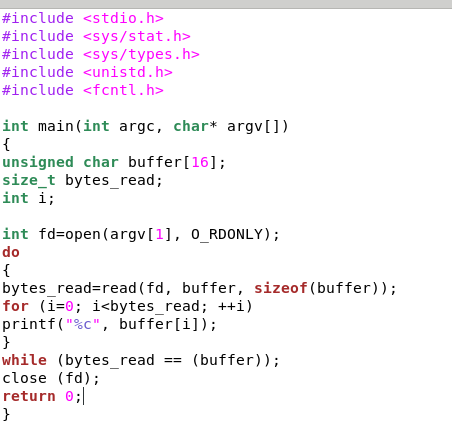 #include <stdio.h>
#include <sys/stat.h>
#include <sys/types.h>
#include <unistd.h>
#include <fcntl.h>

int main(int argc, char* argv[])
{
unsigned char buffer[16];
size_t bytes_read;
int i;

int fd=open(argv[1], O_RDONLY);
do
{
bytes_read=read(fd, buffer, sizeof(buffer));
for (i=0; i<bytes_read; ++i)
printf("%c", buffer[i]);
}
while (bytes_read == (buffer));
close (fd);
return 0;
}